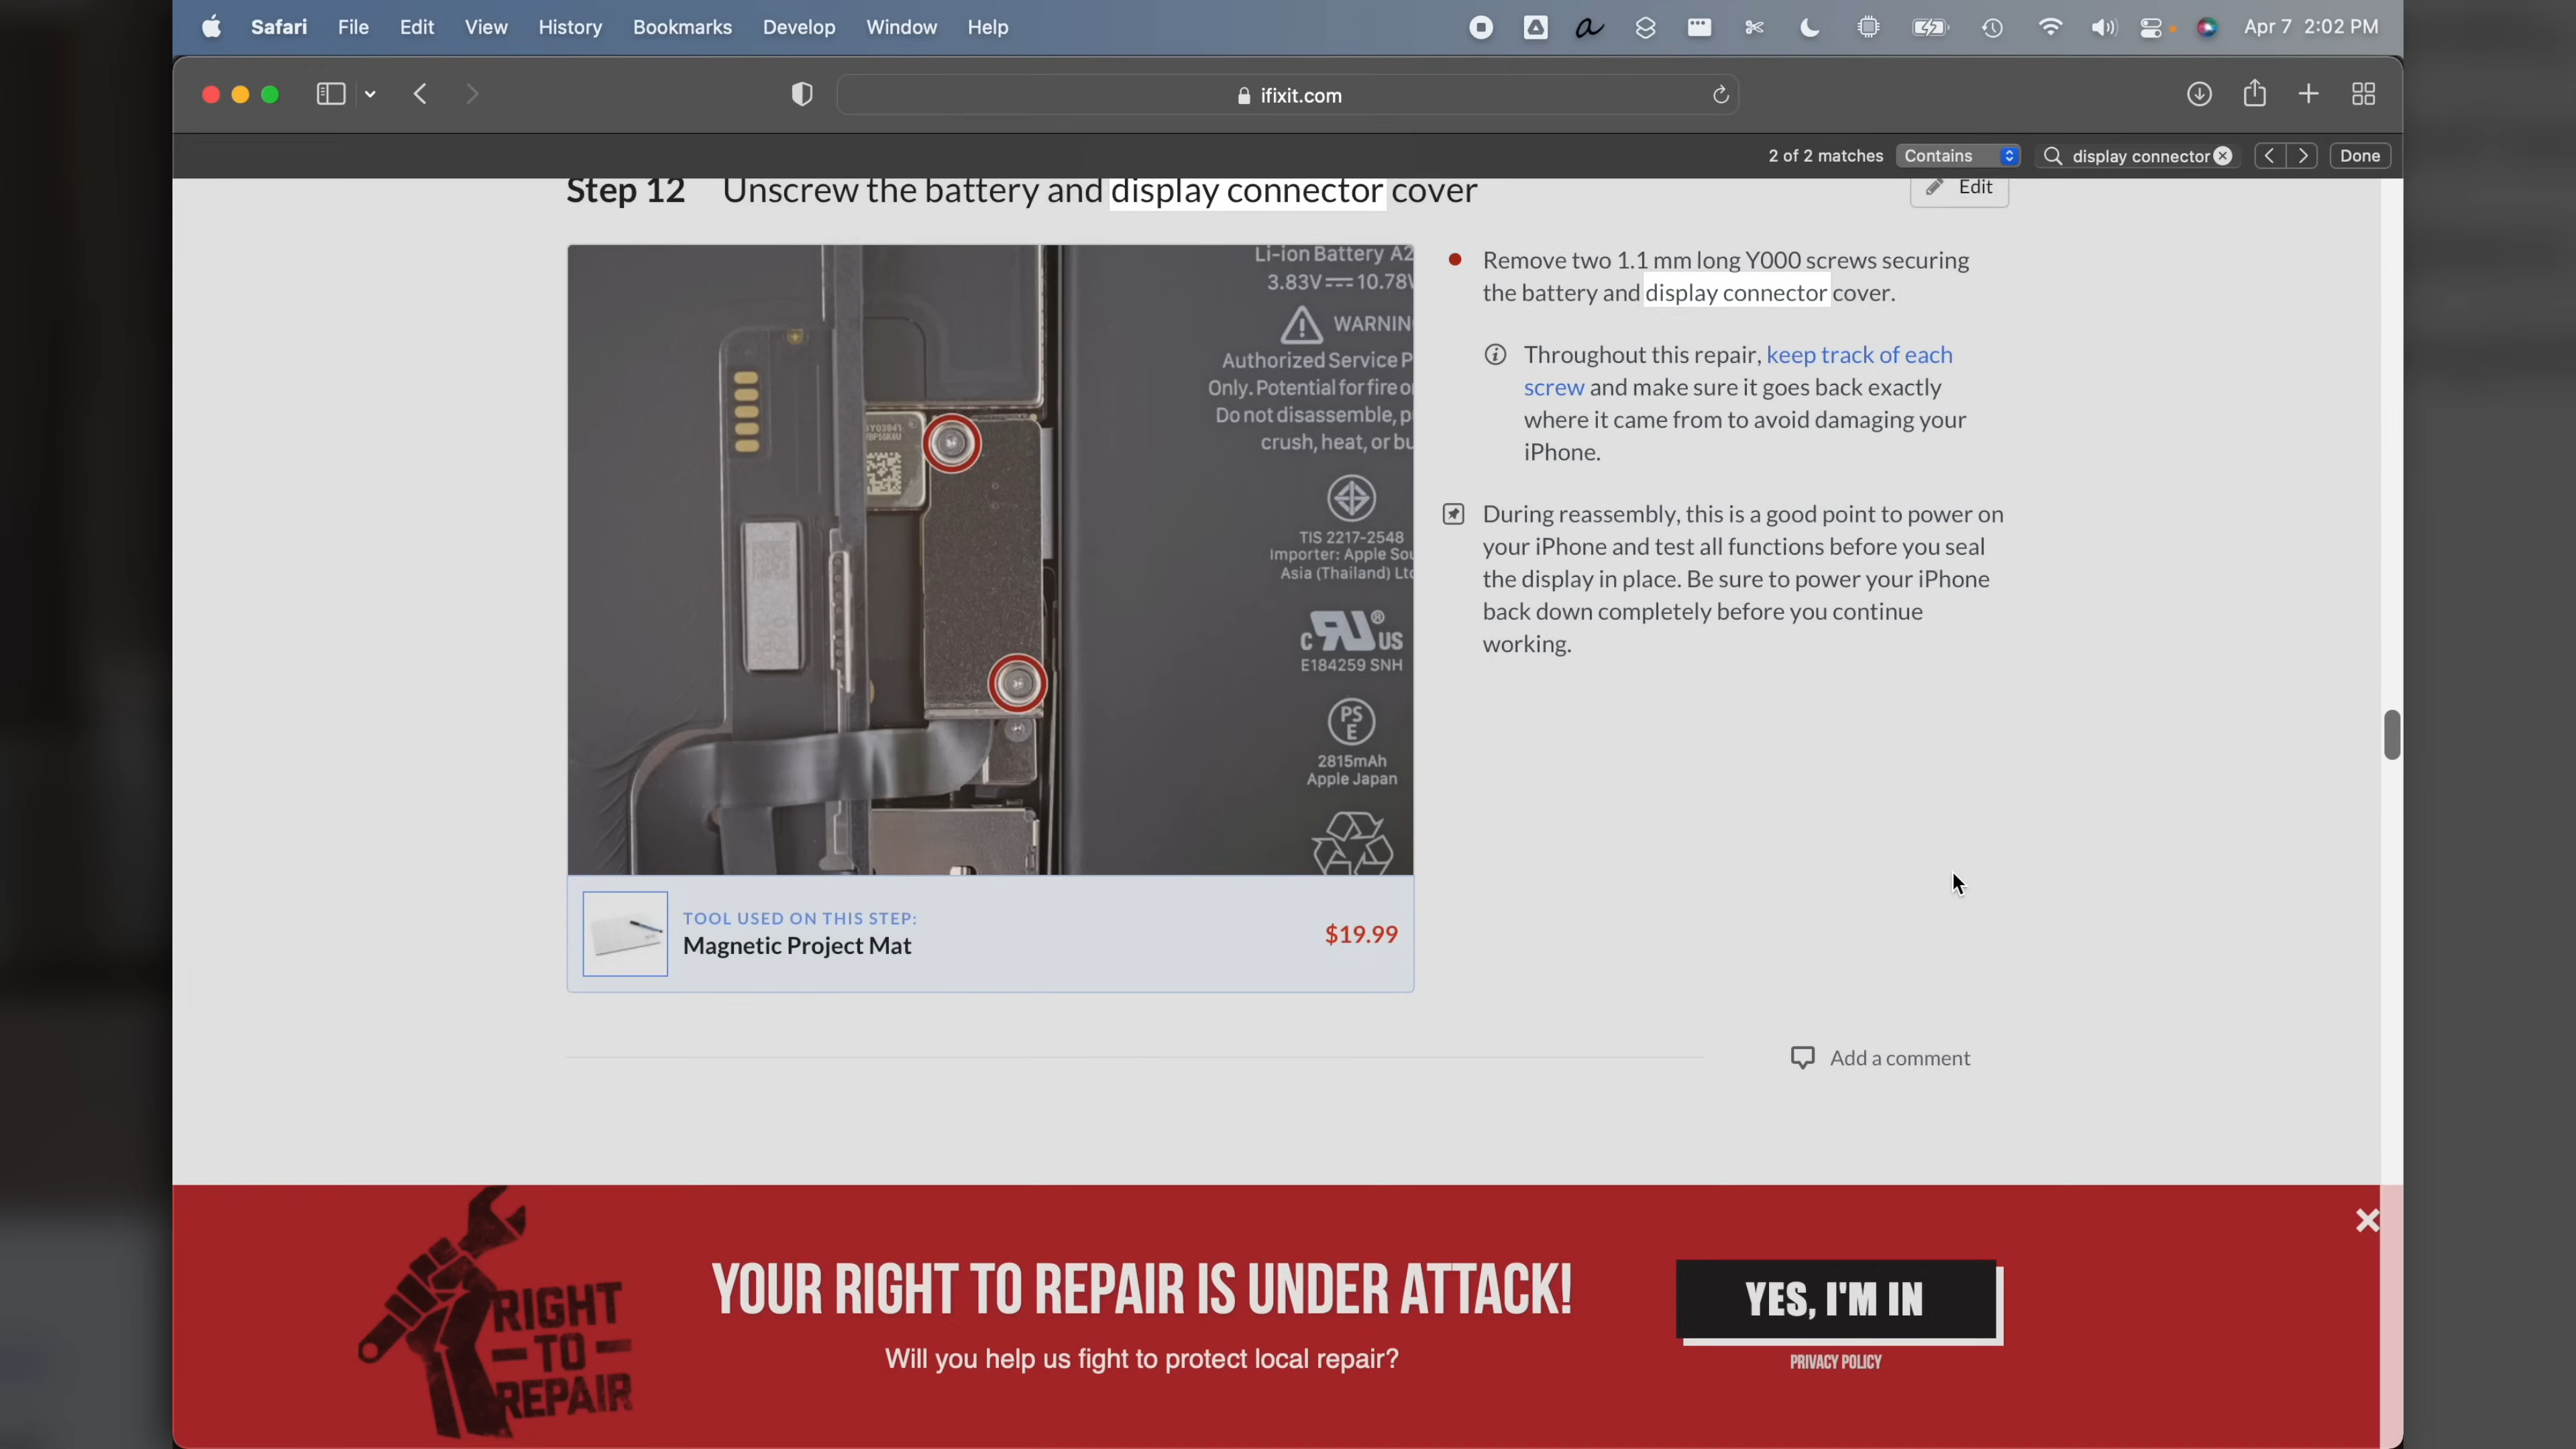 Safari File Edit View History Bookmarks Develop Window Help
Apr 7 2:02 PM
ifixit.com
2 of 2 matches Contains display connector Done
Step 12 Unscrew the battery and display connector cover
Edit
Li-ion Battery A2
3.83V 10.78
WARNIN
Authorized Service P
Only. Potential for fire o
Do not disassemble, p
crush, heat, or bu
TIS 2217-2548
Importer: Apple Sou
Asia (Thailand) Ltd
C US ®
E184259 SNH
PS
E
2815mAh
Apple Japan
Remove two 1.1 mm long Y000 screws securing
the battery and display connector cover.
Throughout this repair, keep track of each
screw and make sure it goes back exactly
where it came from to avoid damaging your
iPhone.
During reassembly, this is a good point to power on
your iPhone and test all functions before you seal
the display in place. Be sure to power your iPhone
back down completely before you continue
working.
TOOL USED ON THIS STEP:
Magnetic Project Mat
$19.99
Add a comment
RIGHT
TO
REPAIR
YOUR RIGHT TO REPAIR IS UNDER ATTACK!
Will you help us fight to protect local repair?
YES, I'M IN
PRIVACY POLICY